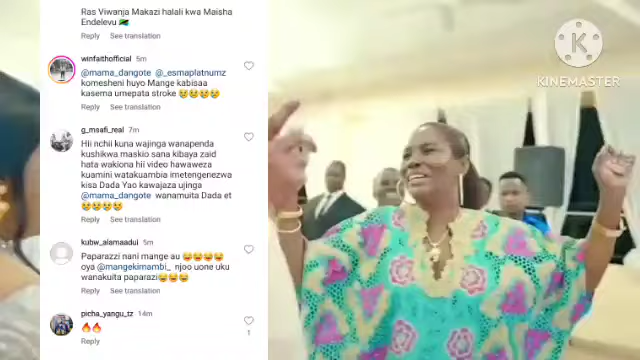 Ras Viwanja Makazi halali kwa Maisha
Endelevu 🇹🇿
Reply See translation
winfaithofficial 5m
@mama_dangote @_esmaplatnumz
komesheni huyo Mange kabisaa
kasema umepata stroke 😢😢😢😢
Reply See translation
g_msafi_real 7m
Hii nchii kuna wajinga wanapenda
kushikwa maskio sana kibaya zaid
hata wakiona hii video hawaweza
kuamini watakuambia imetengenezwa
kisa Dada Yao kawajaza ujinga
@mama_dangote wanamuita Dada et
😢😢😢😢
Reply See translation
kubw_alamaadui 5m
Paparazzi nani mange au 😂😂😂😂
oya @mangekimambi_ njoo uone uku
wanakuita paparazi😂😂😂
Reply See translation
picha_yangu_tz 14m
🔥🔥
1
Reply
KINEMASTER